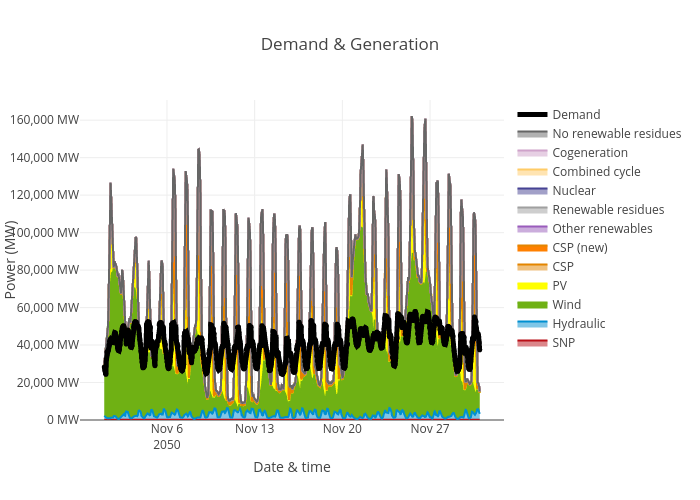 Demand & Generation
160,000 MW
140,000 MW
120,000 MW
100,000 MW
80,000 MW
60,000 MW
40,000 MW
20,000 MW
0 MW
Power (MW)
Nov 6
2050
Nov 13
Nov 20
Nov 27
Date & time
Demand
No renewable residues
Cogeneration
Combined cycle
Nuclear
Renewable residues
Other renewables
CSP (new)
CSP
PV
Wind
Hydraulic
SNP